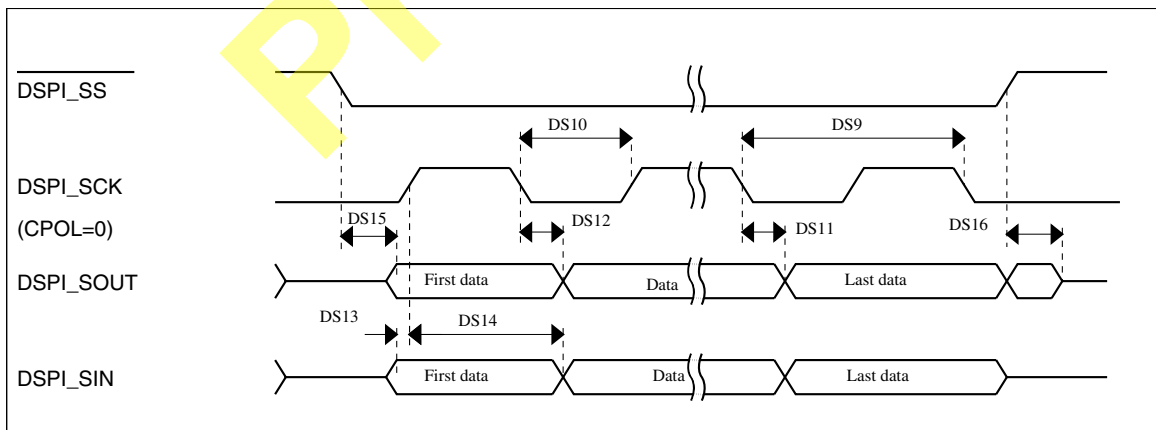 DSPI_SS
DS10
DS9
DSPI_SCK
(CPOL=0)
DS15
DS12
DS11
DS16
DSPI_SOUT
First data
Data
Last data
DS13
DS14
DSPI_SIN
First data
Data
Last data